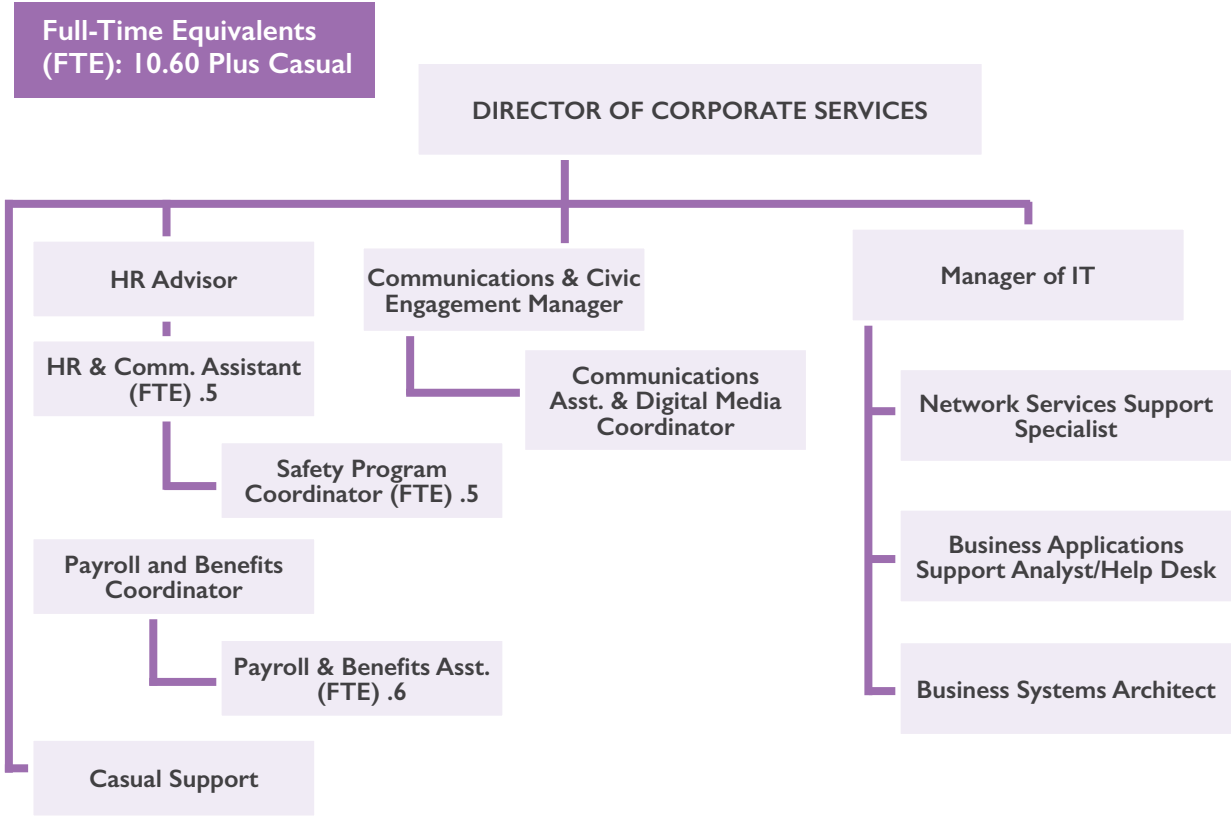 Full-Time Equivalents
(FTE): 10.60 Plus Casual
DIRECTOR OF CORPORATE SERVICES
HR Advisor
HR & Comm. Assistant
(FTE) .5
Safety Program
Coordinator (FTE) .5
Payroll and Benefits
Coordinator
Payroll & Benefits Asst.
(FTE) .6
Casual Support
Communications & Civic
Engagement Manager
Communications
Asst. & Digital Media
Coordinator
Manager of IT
Network Services Support
Specialist
Business Applications
Support Analyst/Help Desk
Business Systems Architect